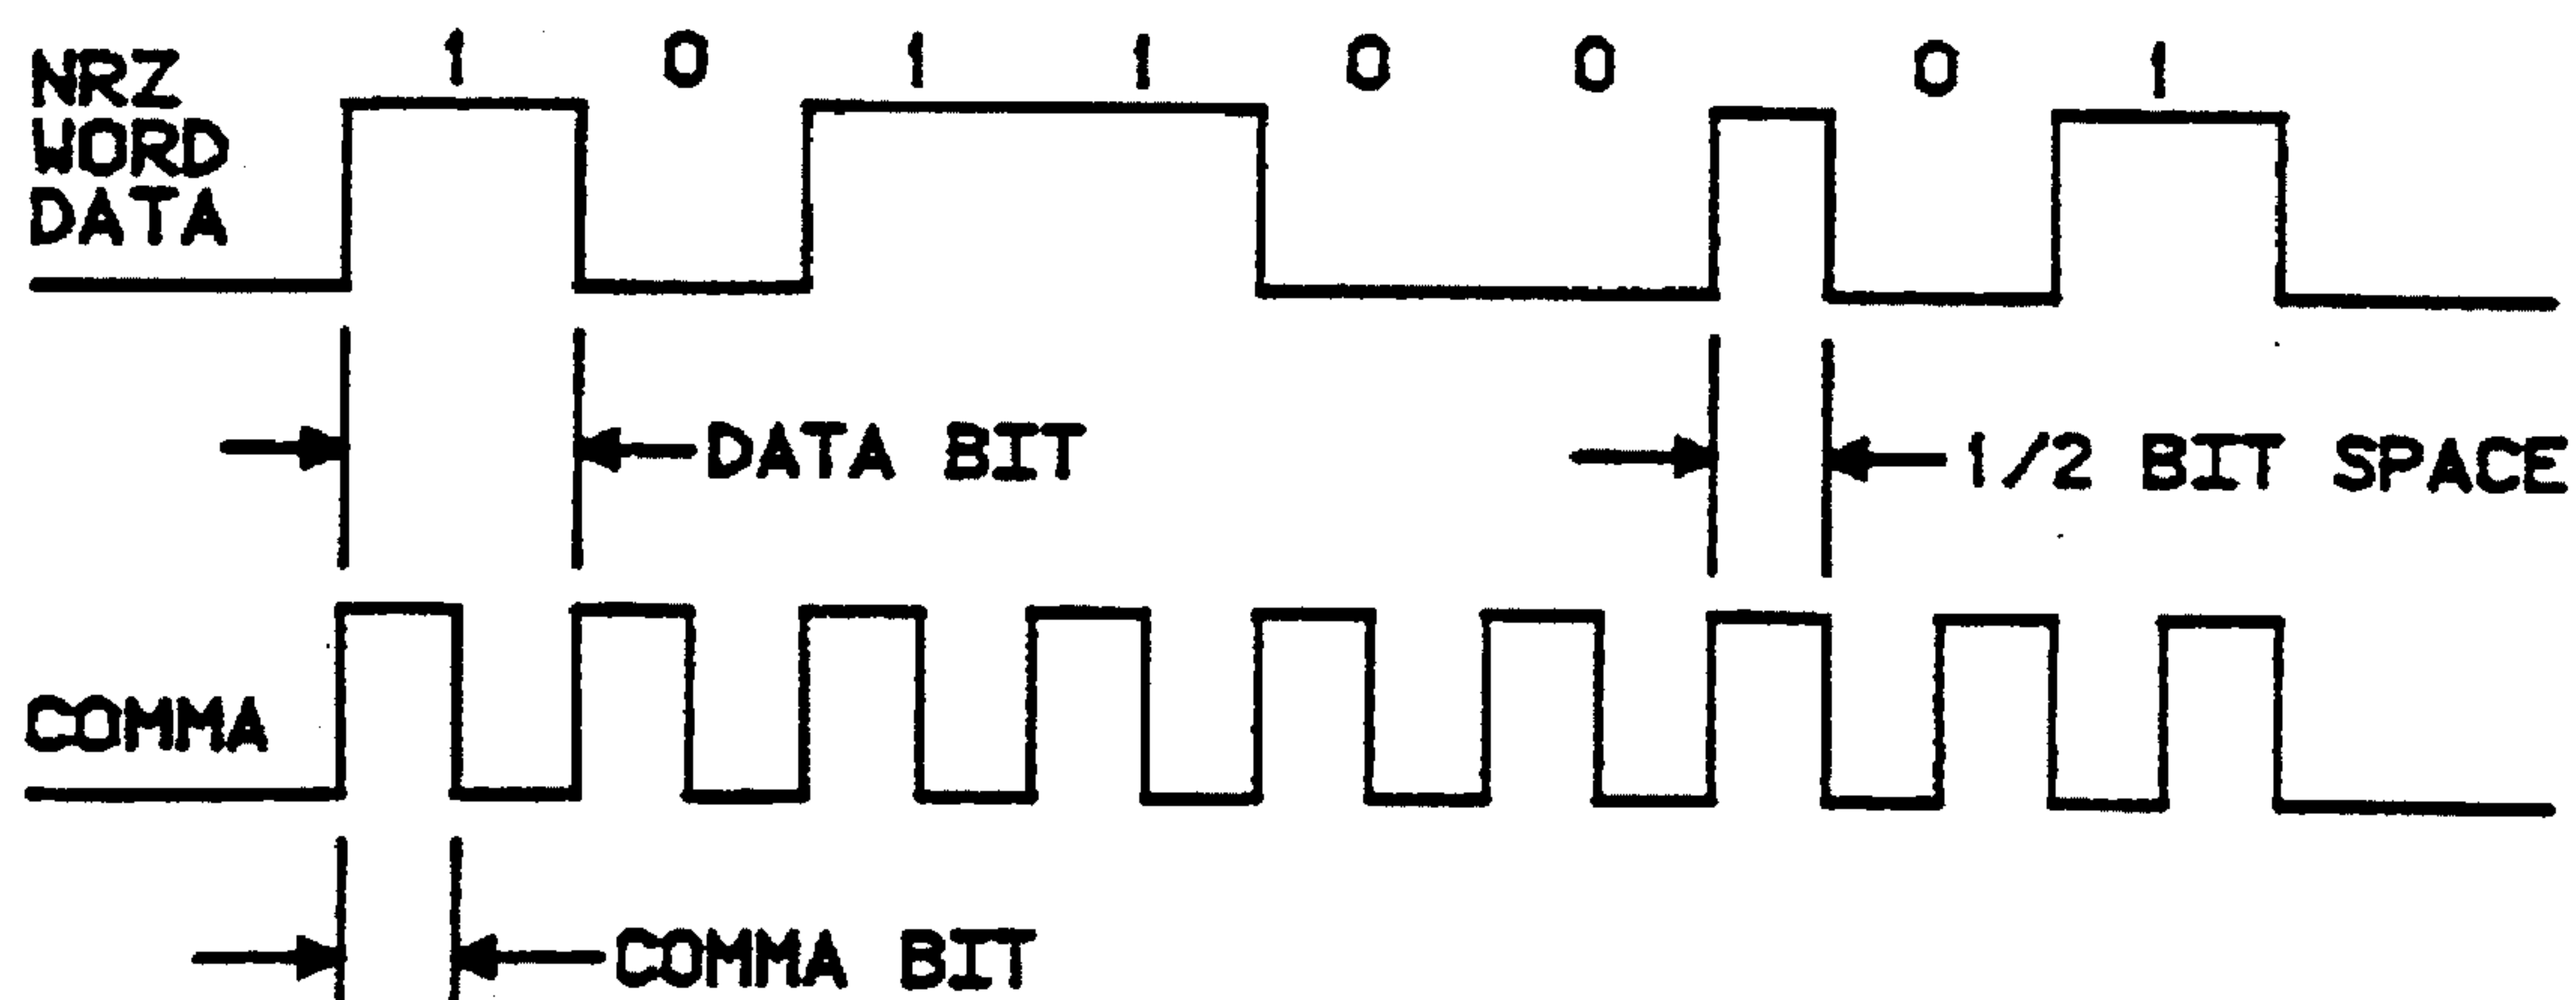 1 0 1 1 0 0 0 1
NRZ
WORD
DATA
DATA BIT
1/2 BIT SPACE
COMMA
COMMA BIT